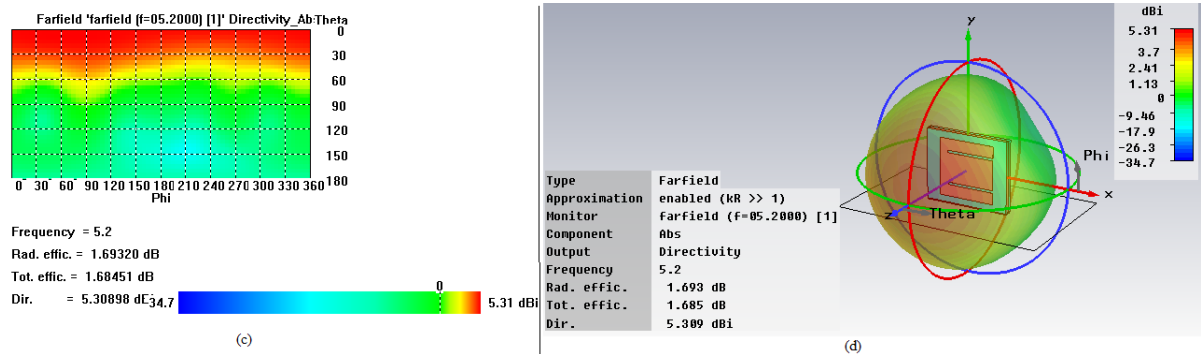 Farfield 'farfield (f=05.2000) [1]' Directivity_Abs Theta
0
30
60
90
120
150
180
0 30 60 90 120 150 180 210 240 270 300 330 360
Phi
Frequency = 5.2
Rad. effic. = 1.69320 dB
Tot. effic. = 1.68451 dB
Dir. = 5.30898 dB
-34.7 0 5.31 dBi
(c)
dBi
5.31
3.7
2.41
1.13
0
-9.46
-17.9
-26.3
-34.7
y
Phi
x
z
Theta
Type Farfield
Approximation enabled (kR >> 1)
Monitor farfield (f=05.2000) [1]
Component Abs
Output Directivity
Frequency 5.2
Rad. effic. 1.693 dB
Tot. effic. 1.685 dB
Dir. 5.309 dBi
(d)